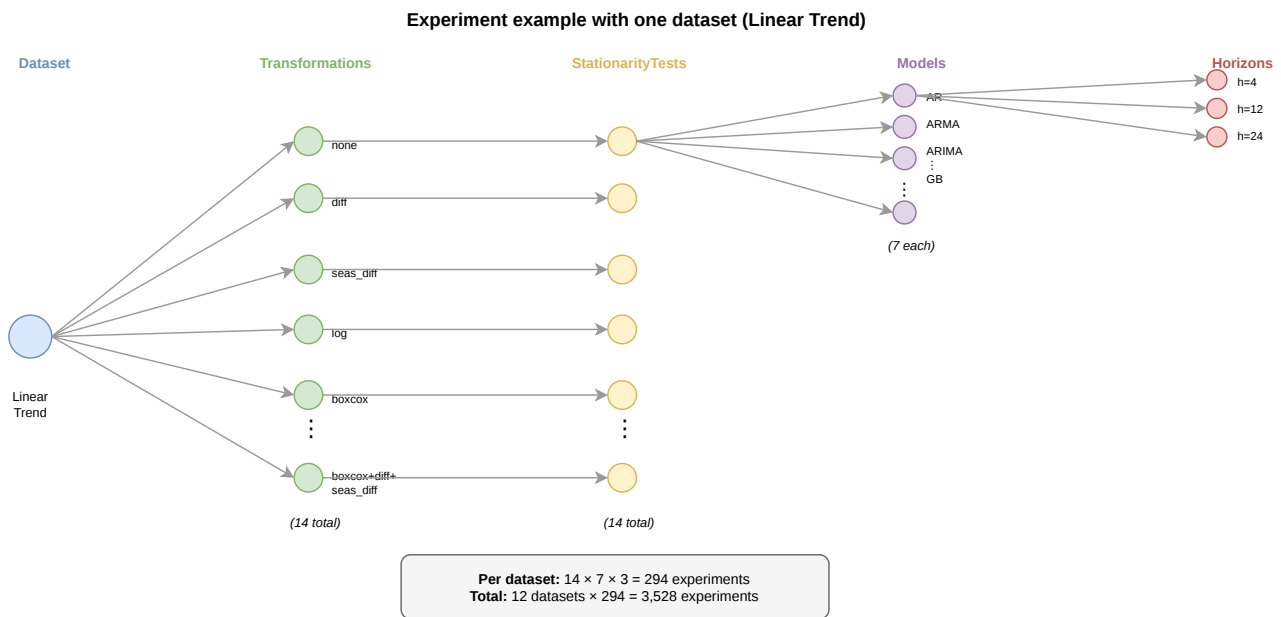 Experiment example with one dataset (Linear Trend)
Dataset
Transformations
StationarityTests
Models
Horizons
Linear
Trend
none
diff
seas_diff
log
boxcox
⋮
boxcox+diff+
seas_diff
(14 total)
⋮
(14 total)
AR
ARMA
ARIMA
⋮
GB
⋮
(7 each)
h=4
h=12
h=24
Per dataset: 14 × 7 × 3 = 294 experiments
Total: 12 datasets × 294 = 3,528 experiments